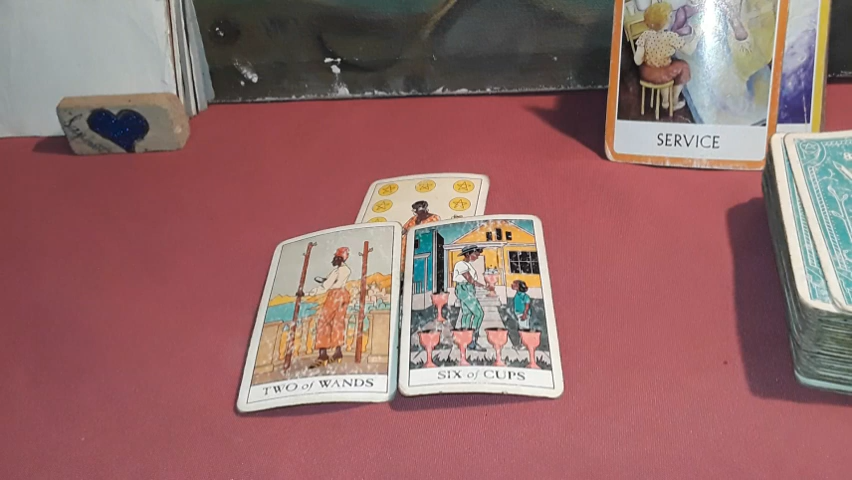 SERVICE
TWO of WANDS
SIX of CUPS